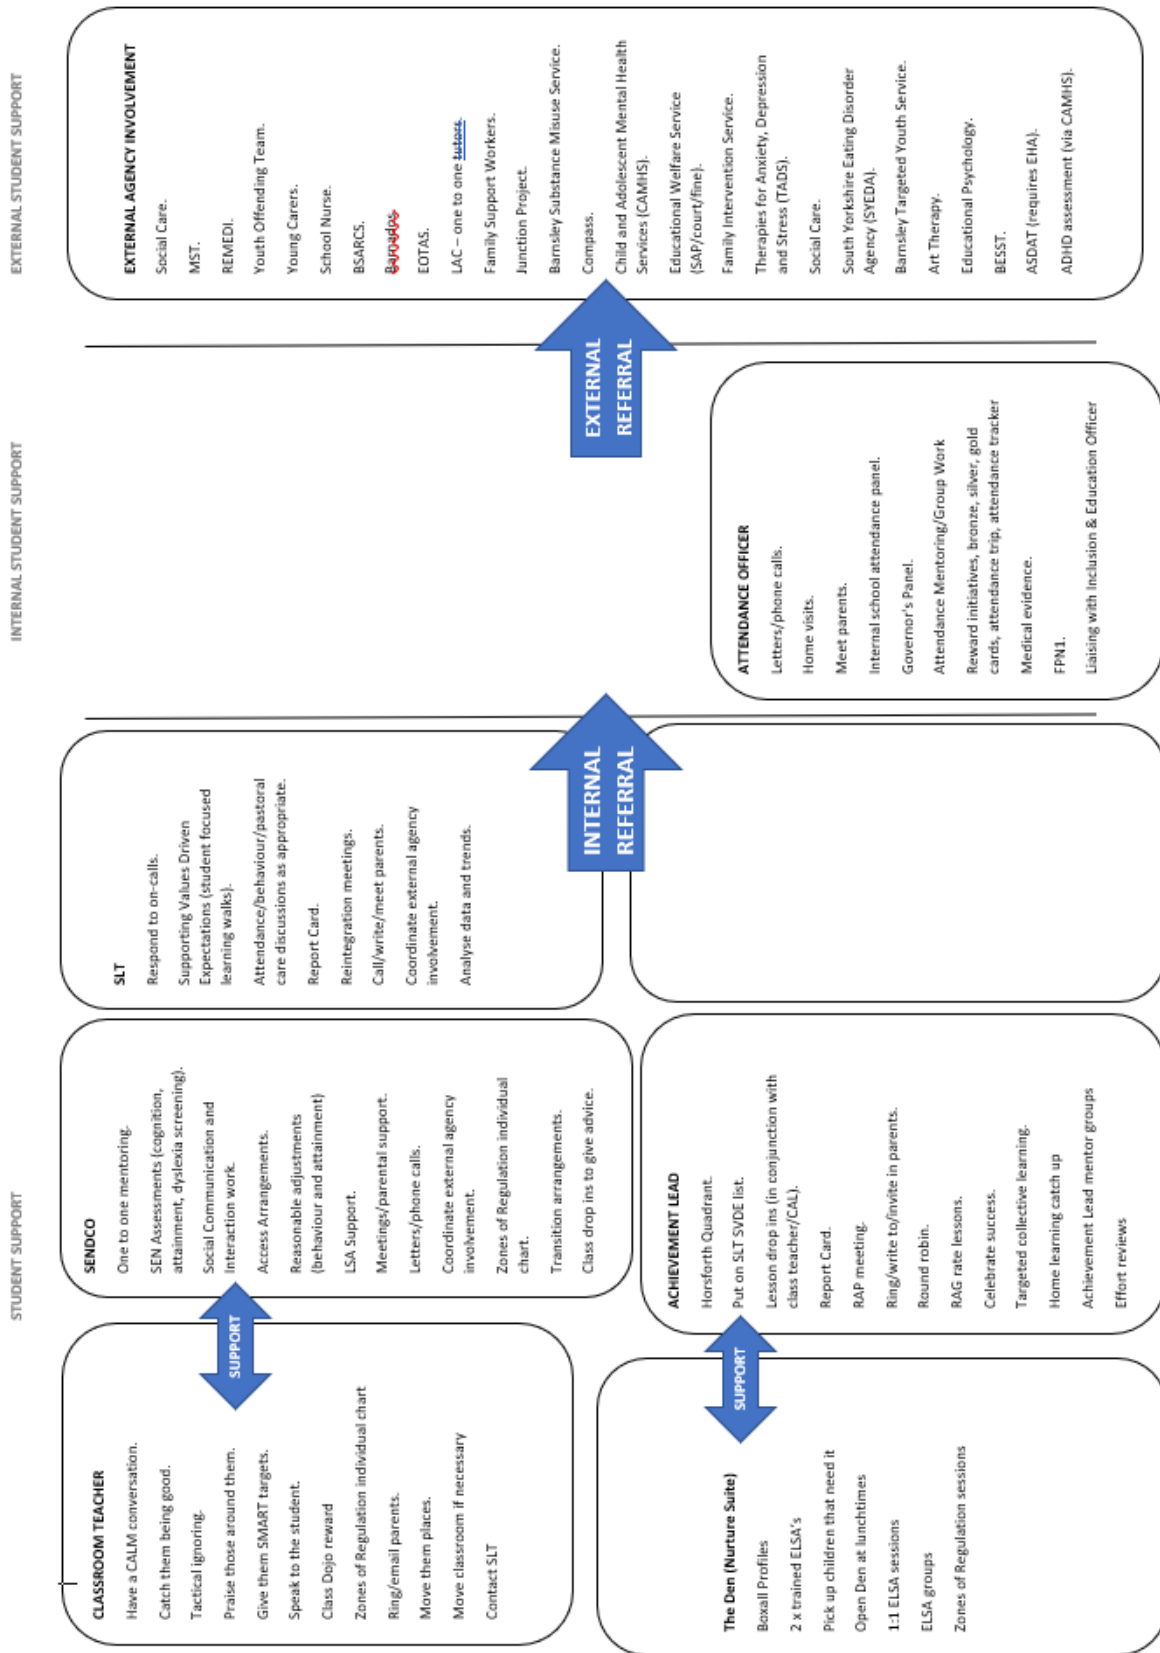 STUDENT SUPPORT
INTERNAL STUDENT SUPPORT
EXTERNAL STUDENT SUPPORT
CLASSROOM TEACHER
Have a CALM conversation.
Catch them being good.
Tactical ignoring.
Praise those around them.
Give them SMART targets.
Speak to the student.
Class Dojo reward
Zones of Regulation individual chart
Ring/email parents.
Move them places.
Move classroom if necessary
Contact SLT
SUPPORT
SENDCO
One to one mentoring.
SEN Assessments (cognition,
attainment, dyslexia screening).
Social Communication and
Interaction work.
Access Arrangements.
Reasonable adjustments
(behaviour and attainment)
LSA Support.
Meetings/parental support.
Letters/phone calls.
Coordinate external agency
involvement.
Zones of Regulation individual
chart.
Transition arrangements.
Class drop ins to give advice.
SLT
Respond to on-calls.
Supporting Values Driven
Expectations (student focused
learning walks).
Attendance/behaviour/pastoral
care discussions as appropriate.
Report Card.
Reintegration meetings.
Call/write/meet parents.
Coordinate external agency
involvement.
Analyse data and trends.
The Den (Nurture Suite)
Boxall Profiles
2 x trained ELSA's
Pick up children that need it
Open Den at lunchtimes
1:1 ELSA sessions
ELSA groups
Zones of Regulation sessions
SUPPORT
ACHIEVEMENT LEAD
Horsforth Quadrant.
Put on SLT SVDE list.
Lesson drop ins (in conjunction with
class teacher/CAL).
Report Card.
RAP meeting.
Ring/write to/invite in parents.
Round robin.
RAG rate lessons.
Celebrate success.
Targeted collective learning.
Home learning catch up
Achievement Lead mentor groups
Effort reviews
INTERNAL
REFERRAL
ATTENDANCE OFFICER
Letters/phone calls.
Home visits.
Meet parents.
Internal school attendance panel.
Governor's Panel.
Attendance Mentoring/Group Work
Reward initiatives, bronze, silver, gold
cards, attendance trip, attendance tracker
Medical evidence.
FPN1.
Liaising with Inclusion & Education Officer
EXTERNAL
REFERRAL
EXTERNAL AGENCY INVOLVEMENT
Social Care.
MST.
REMEDI.
Youth Offending Team.
Young Carers.
School Nurse.
BSARCS.
Barnados.
EOTAS.
LAC – one to one tutors.
Family Support Workers.
Junction Project.
Barnsley Substance Misuse Service.
Compass.
Child and Adolescent Mental Health
Services (CAMHS).
Educational Welfare Service
(SAP/court/fine).
Family Intervention Service.
Therapies for Anxiety, Depression
and Stress (TADS).
Social Care.
South Yorkshire Eating Disorder
Agency (SYEDA).
Barnsley Targeted Youth Service.
Art Therapy.
Educational Psychology.
BESST.
ASDAT (requires EHA).
ADHD assessment (via CAMHS).